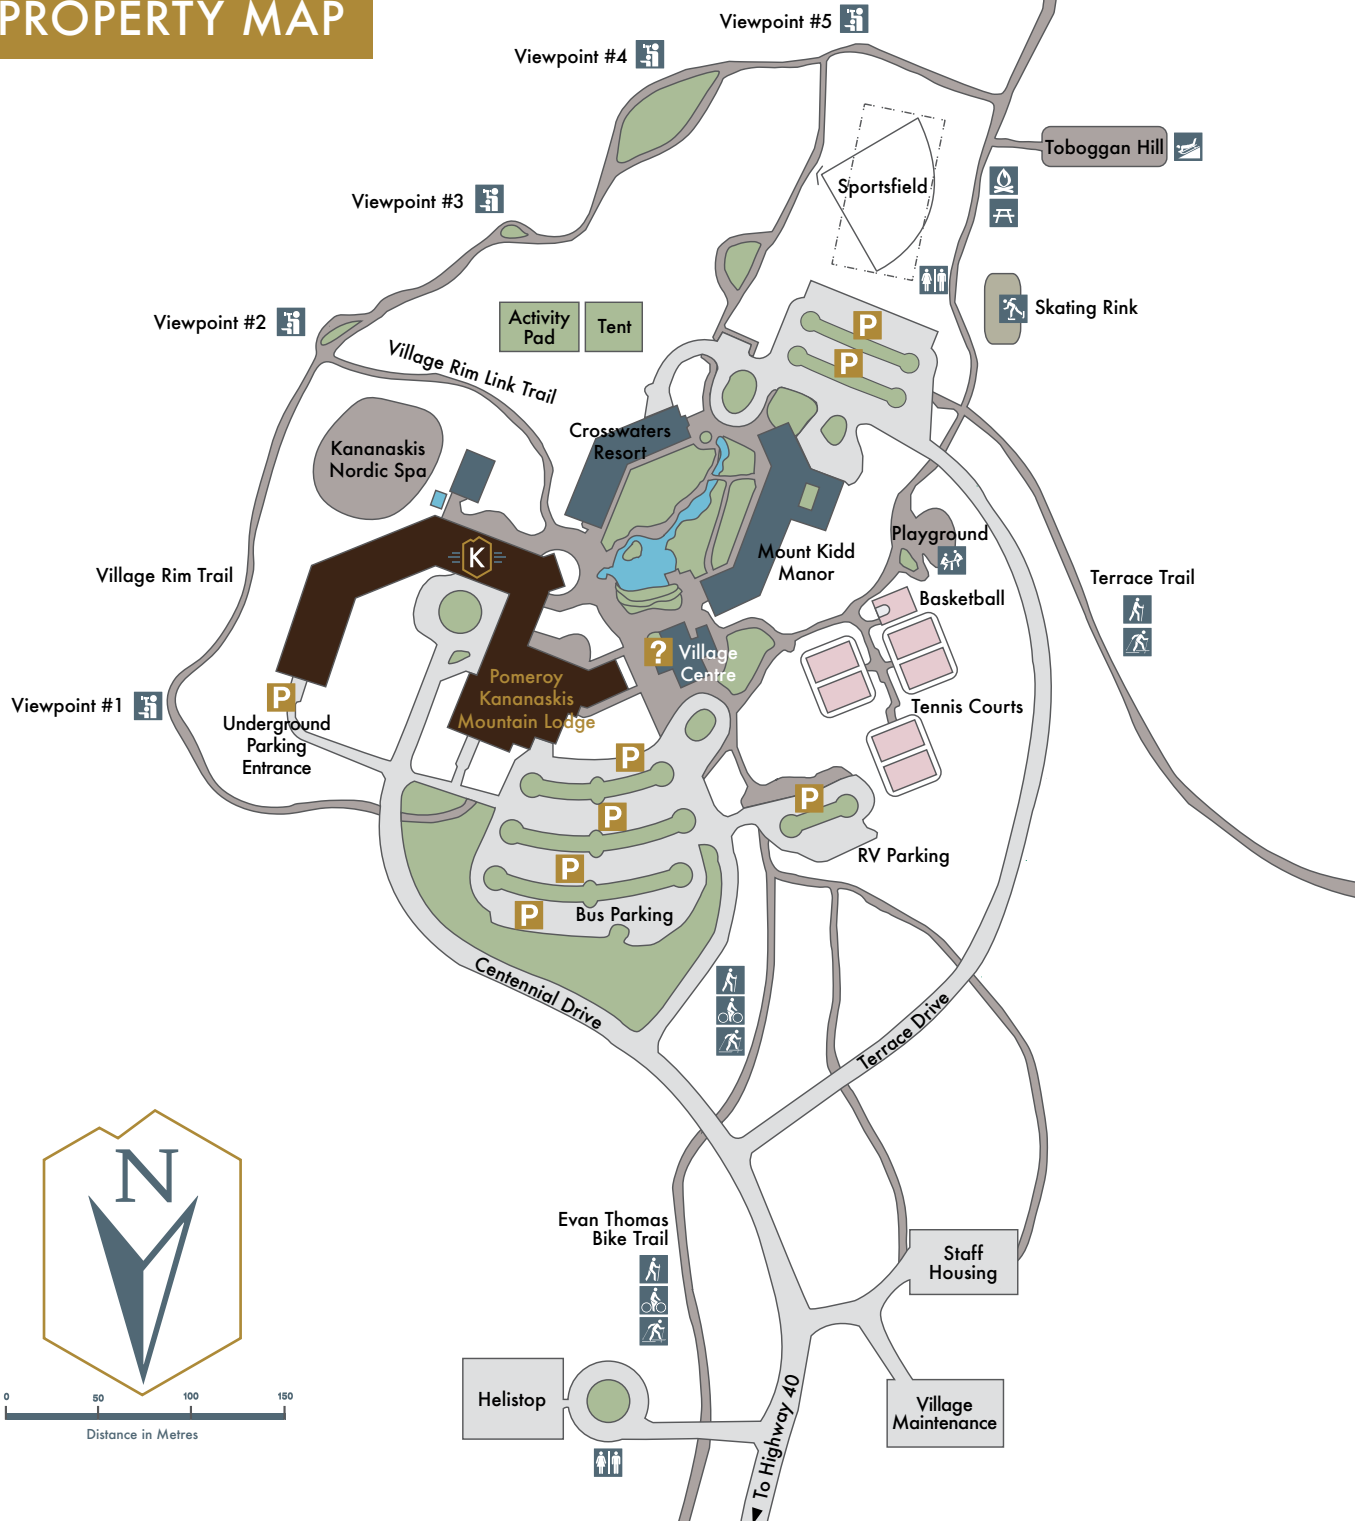 PROPERTY MAP
Viewpoint #5
Viewpoint #4
Toboggan Hill
Sportsfield
Viewpoint #3
Skating Rink
Viewpoint #2
Activity
Pad
Tent
P
P
Village Rim Link Trail
Crosswaters
Resort
Kananaskis
Nordic Spa
K
Mount Kidd
Manor
Playground
Village Rim Trail
Terrace Trail
Basketball
?
Village
Centre
Pomeroy
Kananaskis
Mountain Lodge
Viewpoint #1
P
Underground
Parking
Entrance
Tennis Courts
P
P
P
RV Parking
P
P
Bus Parking
Centennial Drive
Terrace Drive
N
Evan Thomas
Bike Trail
Staff
Housing
Helistop
Village
Maintenance
To Highway 40
0 50 100 150
Distance in Metres